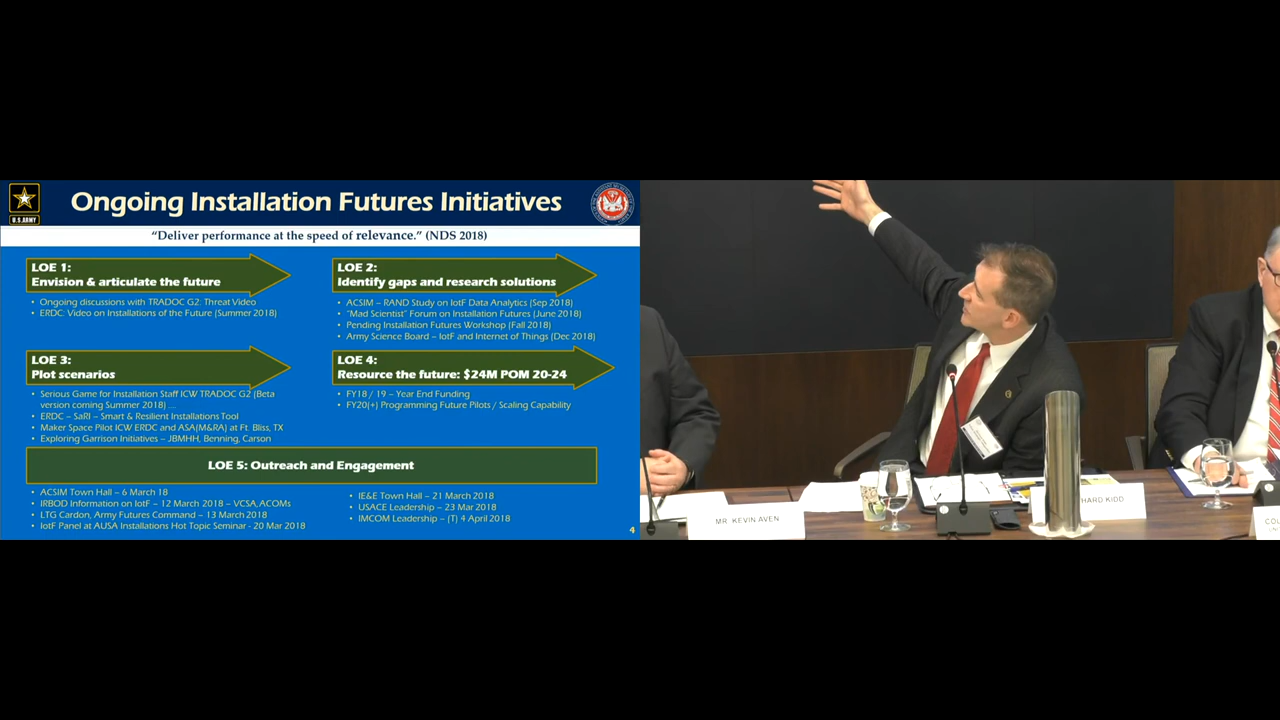 U.S.ARMY
Ongoing Installation Futures Initiatives
“Deliver performance at the speed of relevance.” (NDS 2018)
LOE 1:
Envision & articulate the future
• Ongoing discussions with TRADOC G2: Threat Video
• ERDC: Video on Installations of the Future (Summer 2018)
LOE 2:
Identify gaps and research solutions
• ACSIM – RAND Study on IotF Data Analytics (Sep 2018)
• “Mad Scientist” Forum on Installation Futures (June 2018)
• Pending Installation Futures Workshop (Fall 2018)
• Army Science Board – IotF and Internet of Things (Dec 2018)
LOE 3:
Plot scenarios
• Serious Game for Installation Staff ICW TRADOC G2 (Beta
version coming Summer 2018) ...
• ERDC – SaRI – Smart & Resilient Installations Tool
• Maker Space Pilot ICW ERDC and ASA(M&RA) at Ft. Bliss, TX
• Exploring Garrison Initiatives – JBMHH, Benning, Carson
LOE 4:
Resource the future: $24M POM 20-24
• FY18 / 19 – Year End Funding
• FY20(+) Programming Future Pilots / Scaling Capability
LOE 5: Outreach and Engagement
• ACSIM Town Hall – 6 March 18
• IRBOD Information on IotF – 12 March 2018 – VCSA, ACOMs
• LTG Cardon, Army Futures Command – 13 March 2018
• IotF Panel at AUSA Installations Hot Topic Seminar - 20 Mar 2018
• IE&E Town Hall – 21 March 2018
• USACE Leadership – 23 Mar 2018
• IMCOM Leadership – (T) 4 April 2018
4
MR. KEVIN AVEN
HARD KIDD
COL